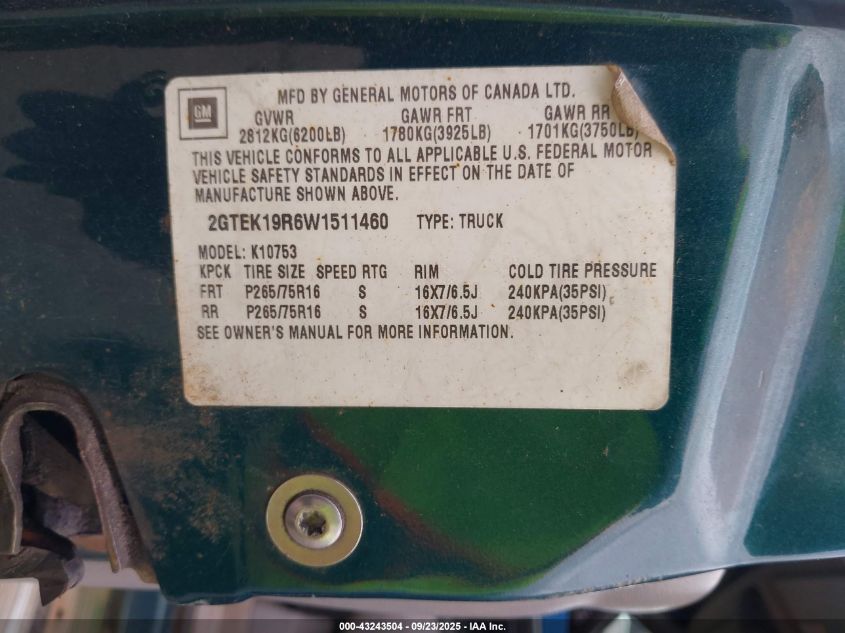 MFD BY GENERAL MOTORS OF CANADA LTD.
GM
GVWR GAWR FRT GAWR RR
2812KG(6200LB) 1780KG(3925LB) 1701KG(3750LB)
THIS VEHICLE CONFORMS TO ALL APPLICABLE U.S. FEDERAL MOTOR
VEHICLE SAFETY STANDARDS IN EFFECT ON THE DATE OF
MANUFACTURE SHOWN ABOVE.
2GTEK19R6W1511460 TYPE: TRUCK
MODEL: K10753
KPCK TIRE SIZE SPEED RTG RIM COLD TIRE PRESSURE
FRT P265/75R16 S 16X7/6.5J 240KPA(35PSI)
RR P265/75R16 S 16X7/6.5J 240KPA(35PSI)
SEE OWNER'S MANUAL FOR MORE INFORMATION.
000-43243504 - 09/23/2025 - IAA Inc.